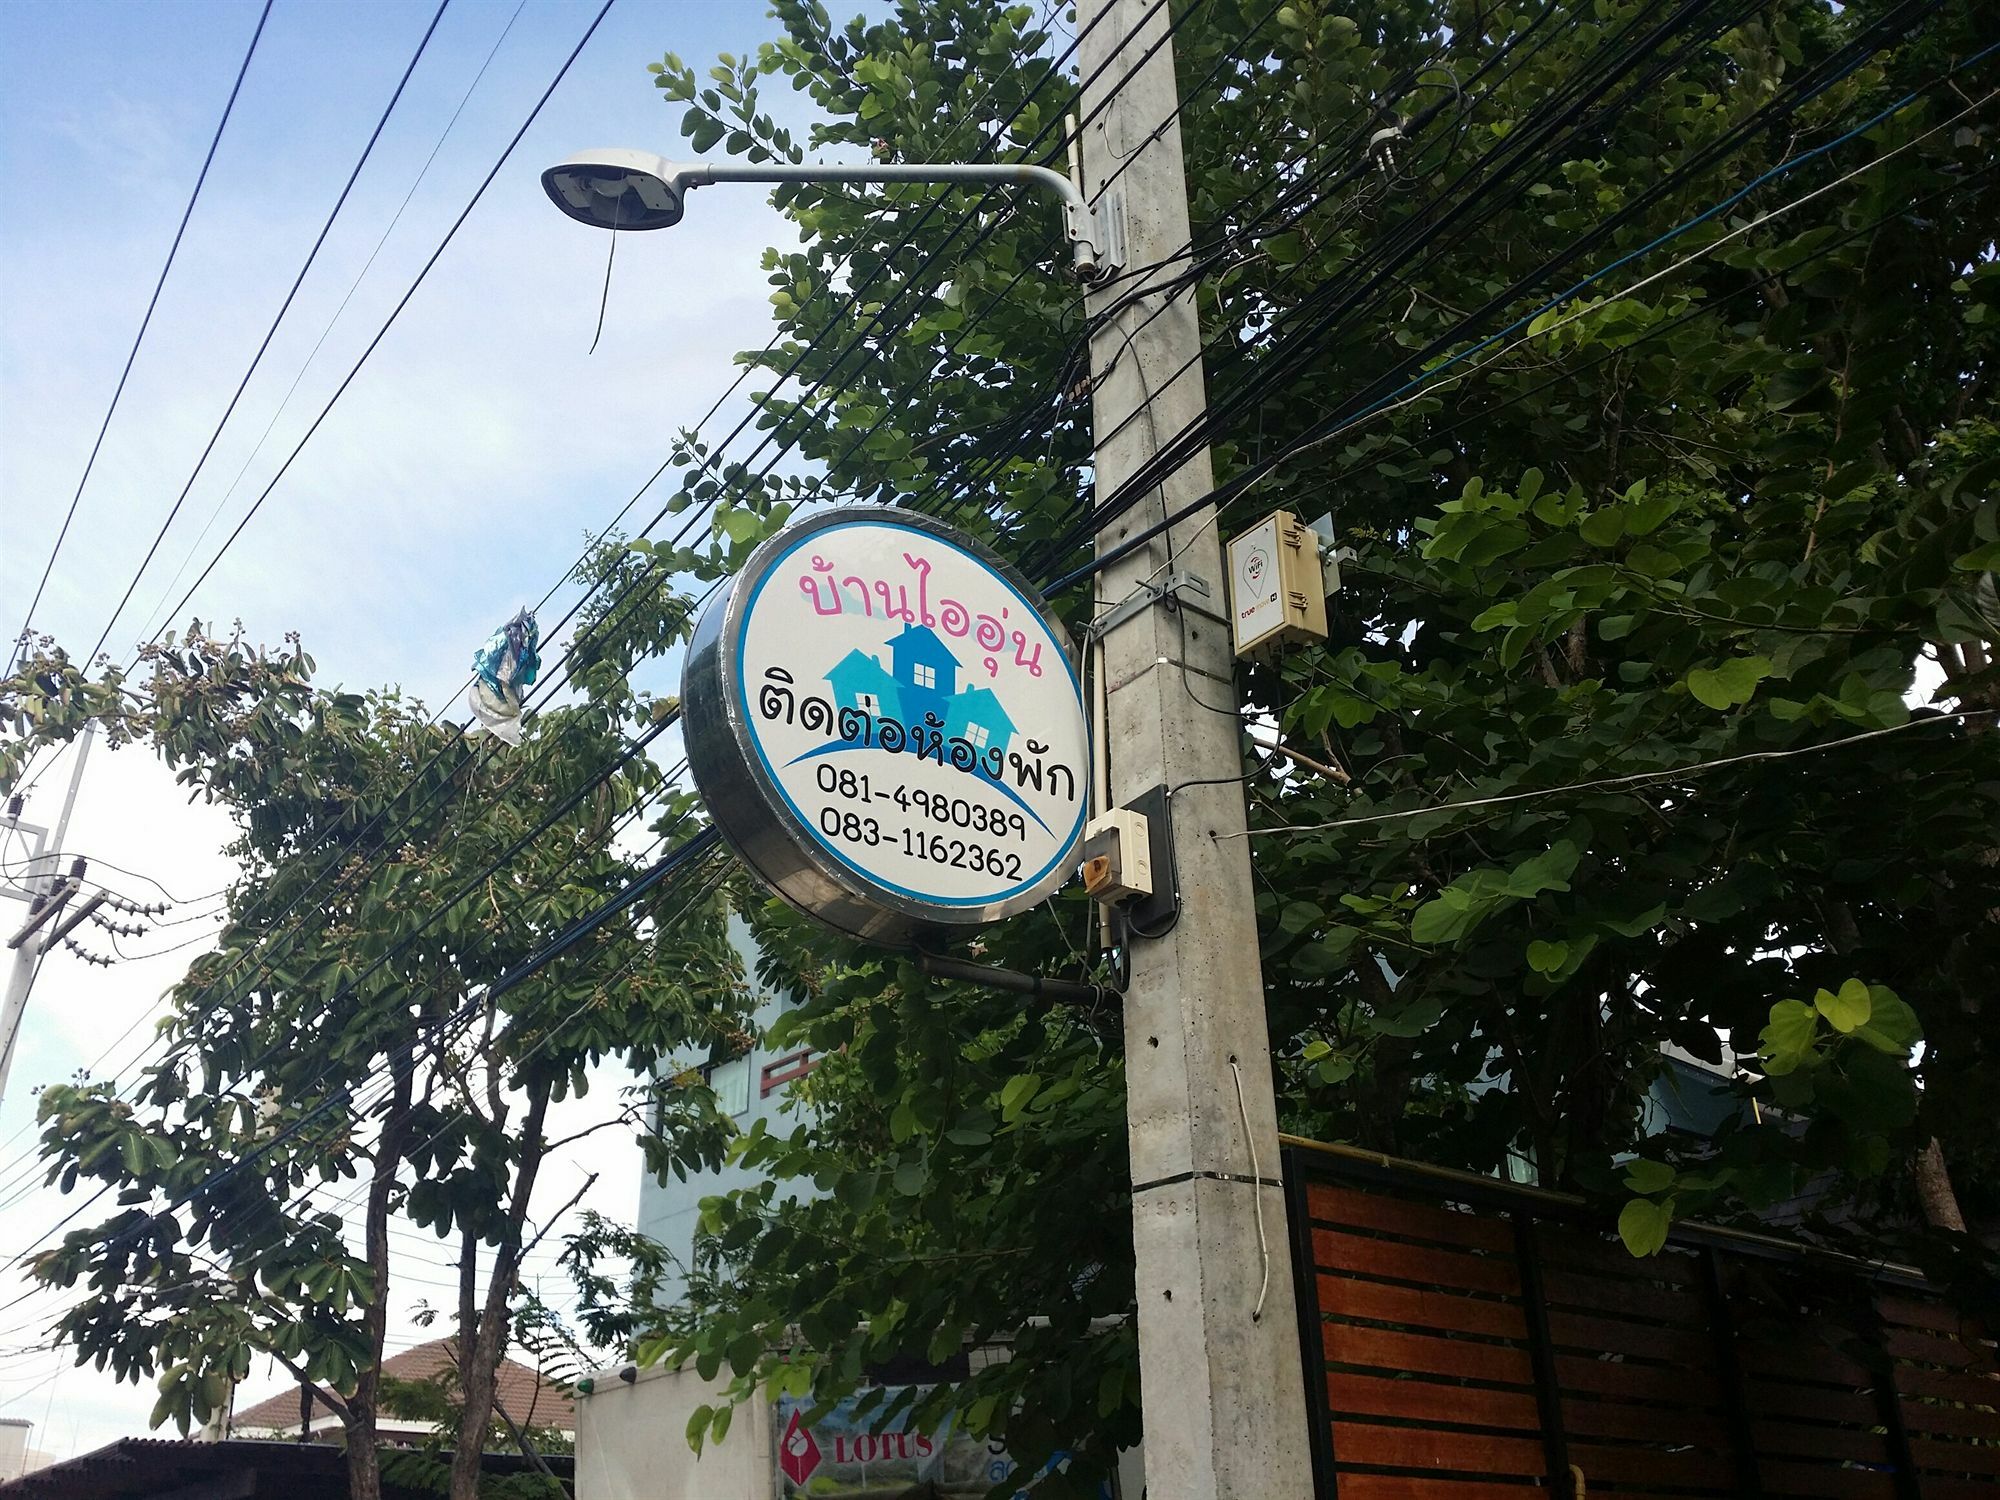 บ้านไออุ่น
ติดต่อห้องพัก
081-4980389
083-1162362
WiFi
truemove H
LOTUS